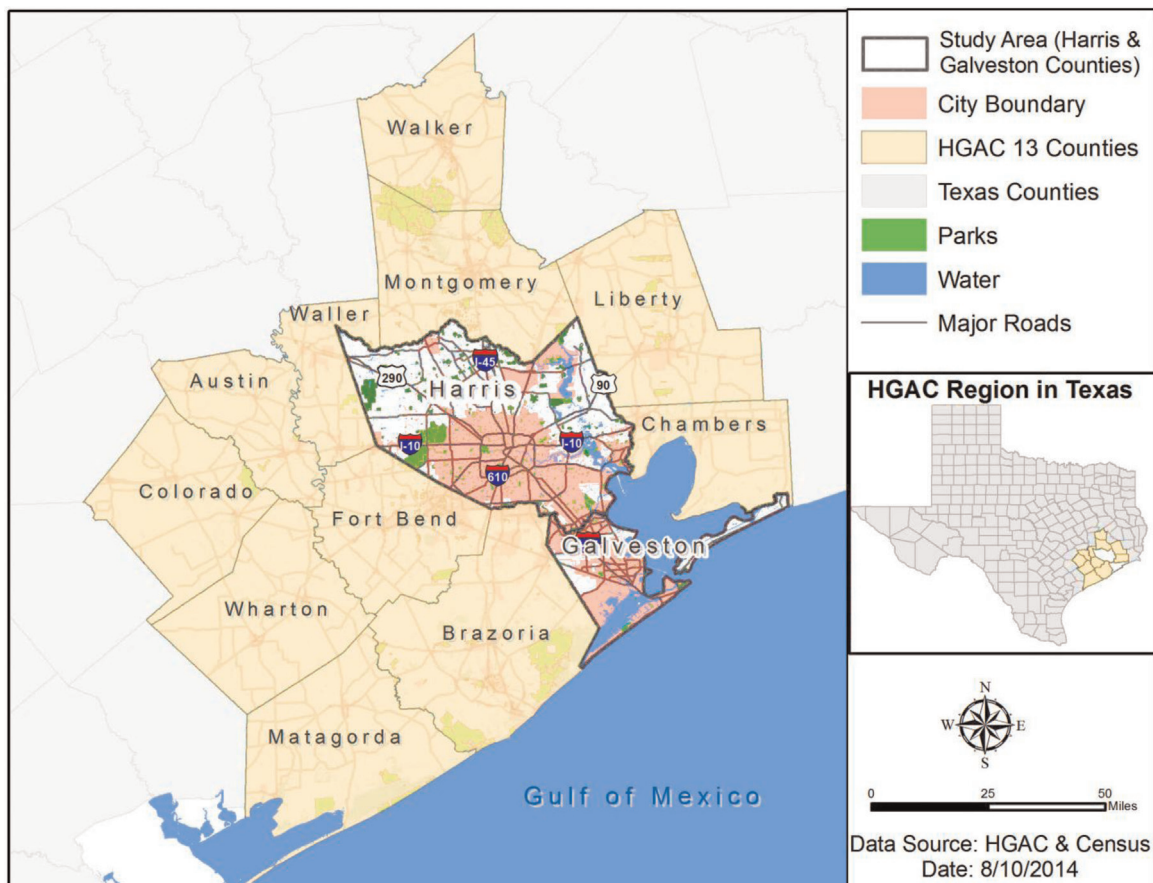 Walker
Montgomery
Liberty
Waller
I-45
290
90
Harris
Austin
Chambers
I-10
I-10
610
Colorado
Fort Bend
Galveston
Wharton
Brazoria
Matagorda
Gulf of Mexico
Study Area (Harris &
Galveston Counties)
City Boundary
HGAC 13 Counties
Texas Counties
Parks
Water
Major Roads
HGAC Region in Texas
N
W
E
S
0
25
50
Miles
Data Source: HGAC & Census
Date: 8/10/2014